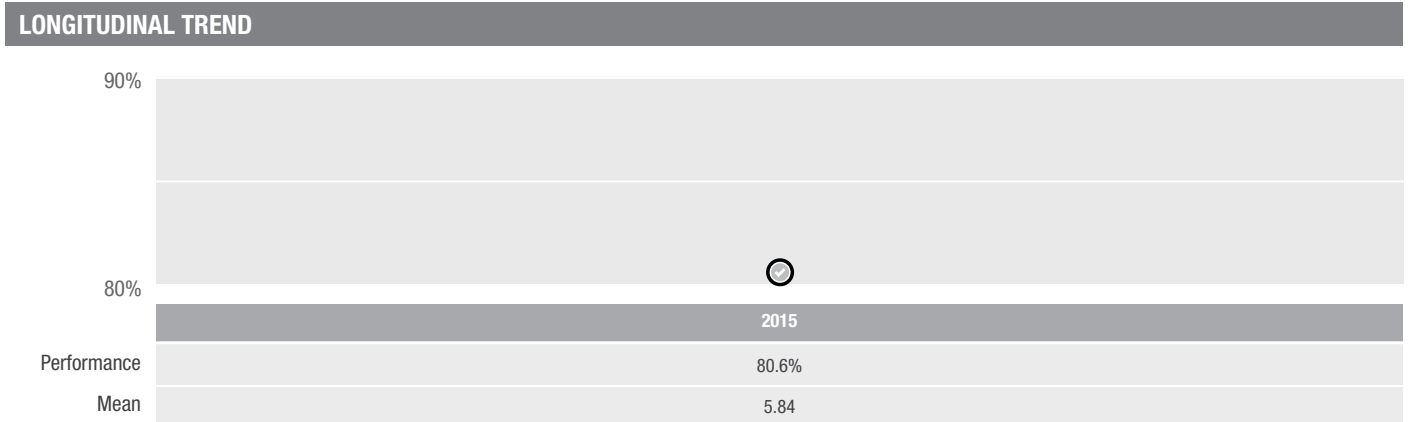 LONGITUDINAL TREND
90%
80%
2015
Performance 80.6%
Mean 5.84